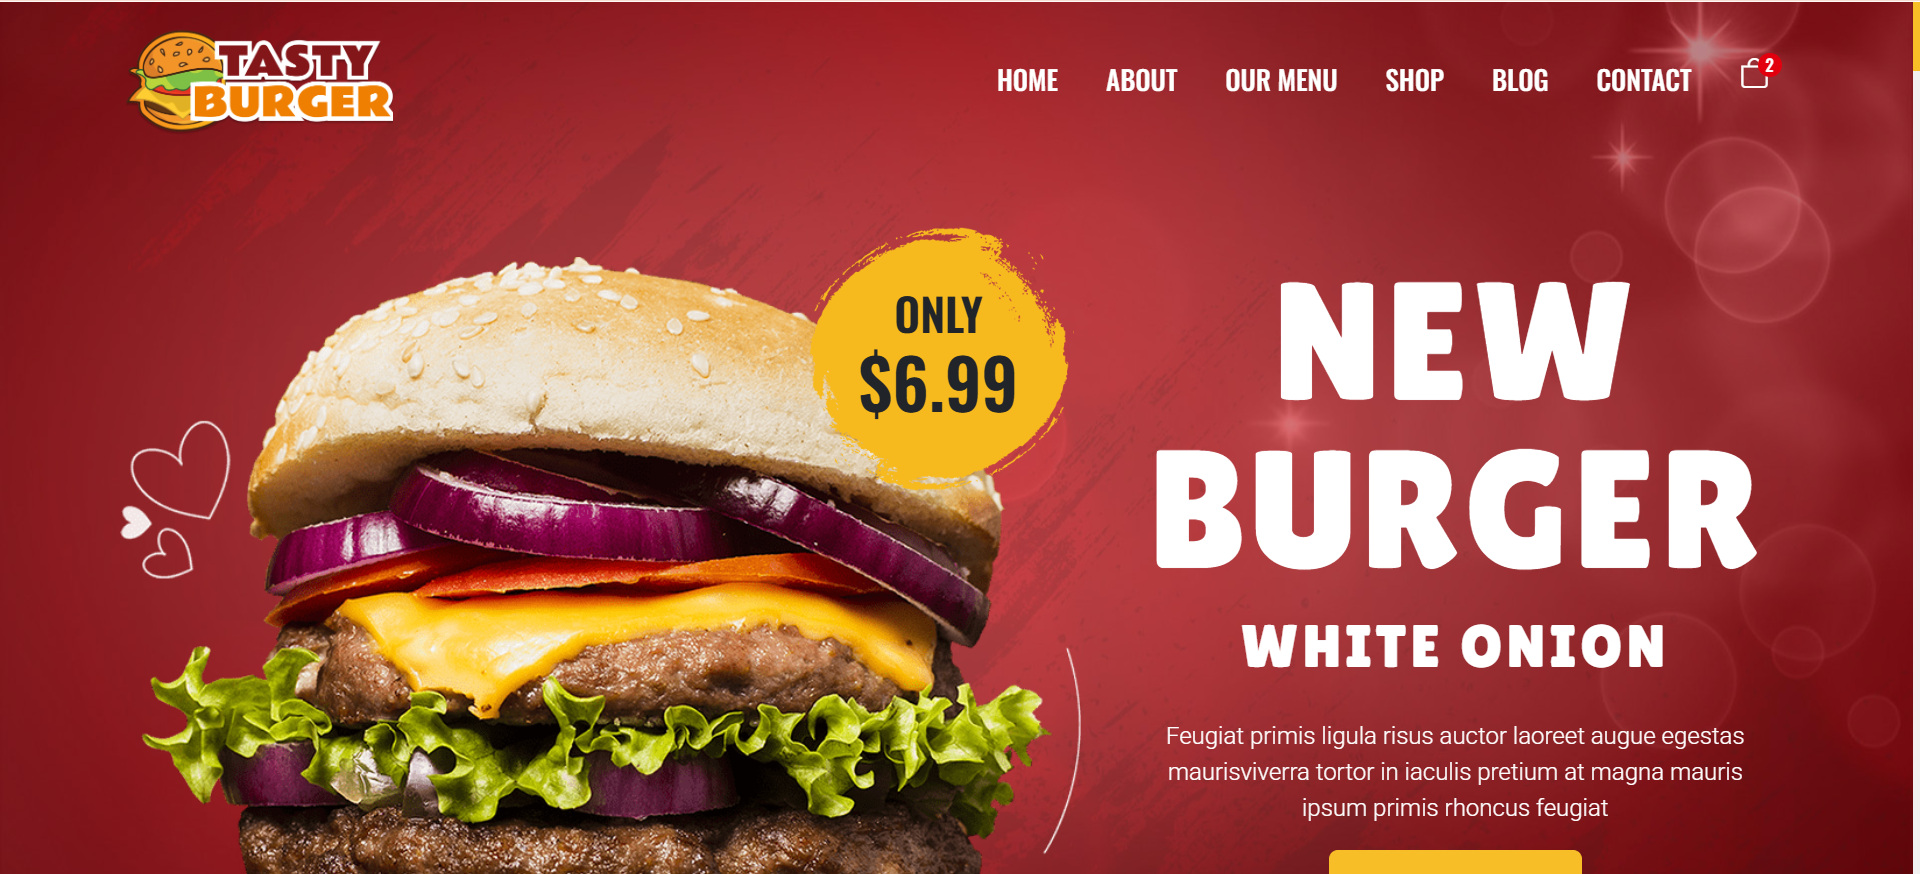 TASTY
BURGER
HOME ABOUT OUR MENU SHOP BLOG CONTACT 2
ONLY
$6.99
NEW
BURGER
WHITE ONION
Feugiat primis ligula risus auctor laoreet augue egestas
maurisviverra tortor in iaculis pretium at magna mauris
ipsum primis rhoncus feugiat